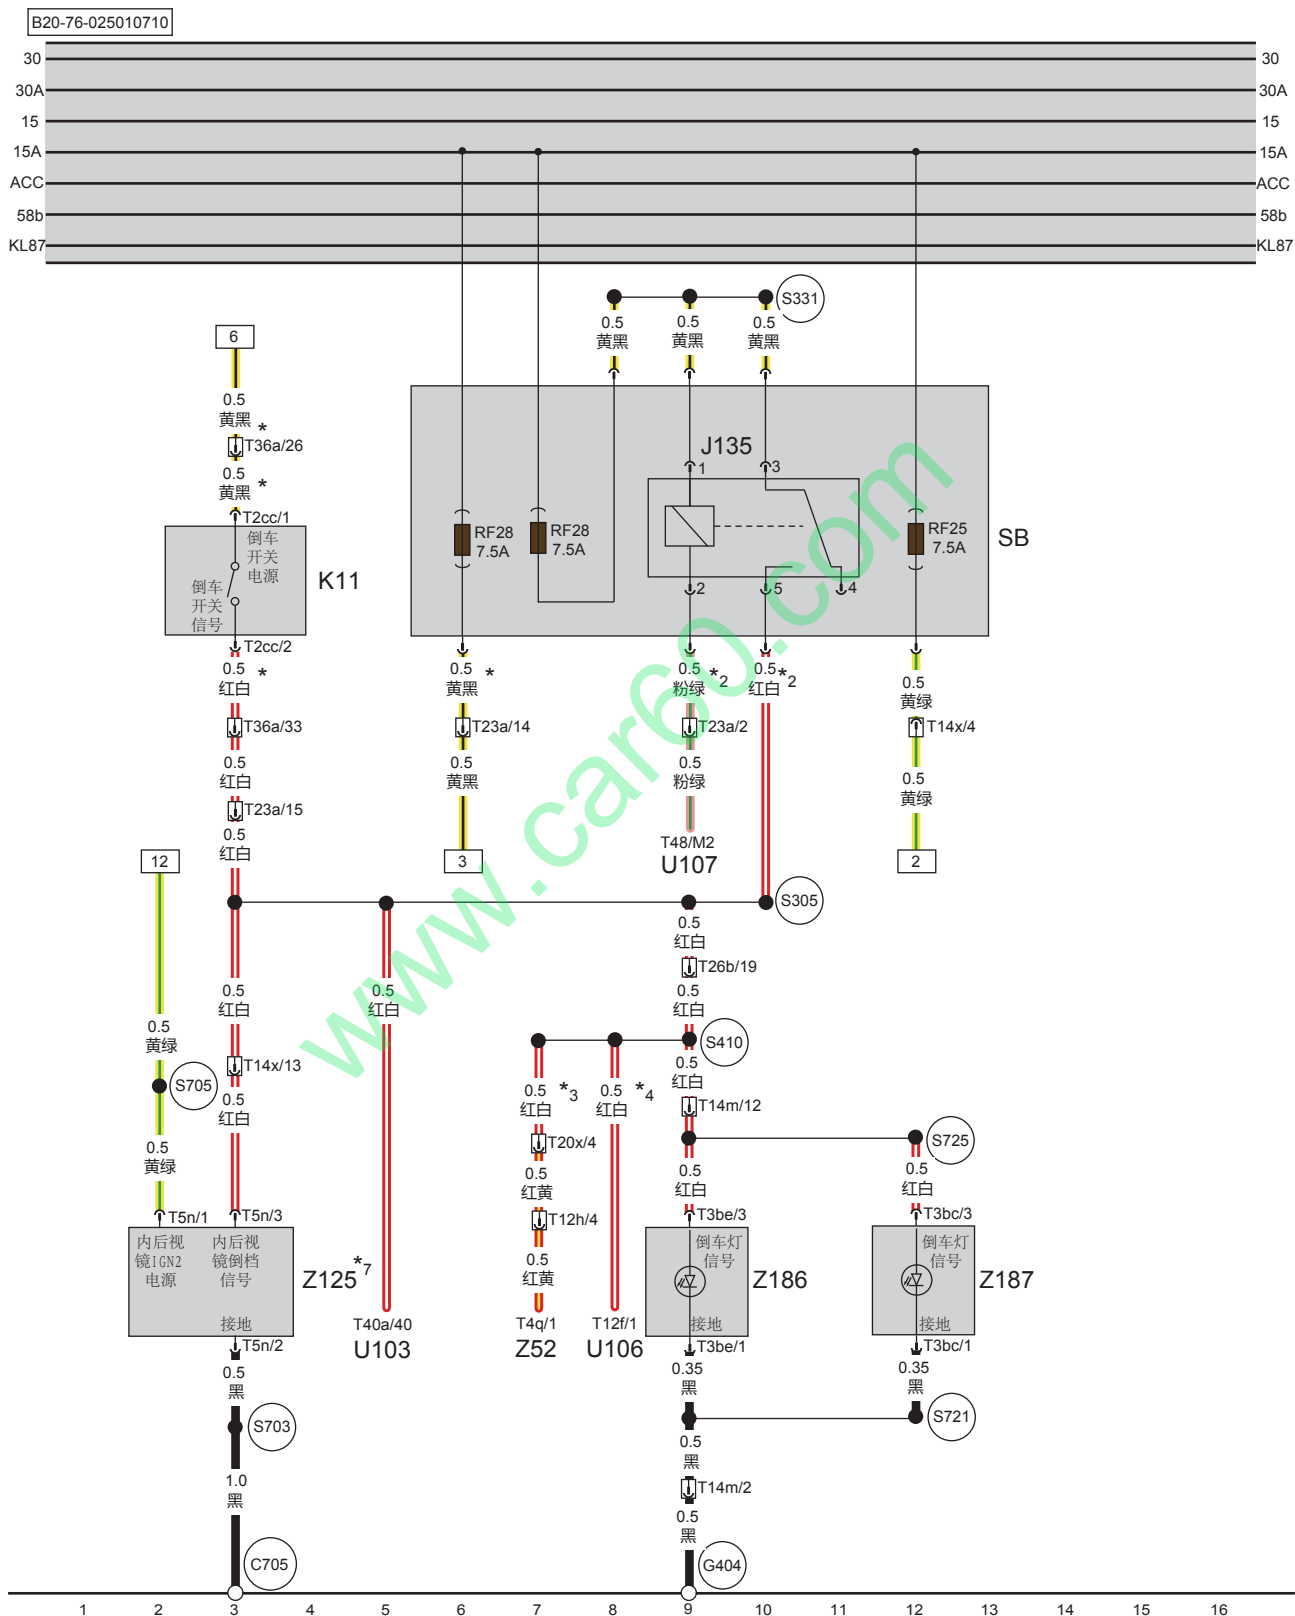 B20-76-025010710
30 30
30A 30A
15 15
15A 15A
ACC ACC
58b 58b
KL87 KL87
S331
0.5 0.5 0.5
黄黑 黄黑 黄黑
6
0.5
黄黑 *
T36a/26
0.5
黄黑 *
T2cc/1
倒车
开关
电源
倒车
开关
信号
K11
T2cc/2
J135
1 3
2 5 4
RF28
7.5A
RF28
7.5A
RF25
7.5A
SB
0.5 *
红白
T36a/33
0.5
红白
T23a/15
0.5
红白
0.5 *
黄黑
T23a/14
0.5
黄黑
3
0.5 *2
粉绿
T23a/2
0.5
粉绿
T48/M2
U107
0.5 *2
红白
0.5
黄绿
T14x/4
0.5
黄绿
2
12
S305
0.5
红白
T26b/19
0.5
红白
S410
0.5
红白
0.5
红白
0.5
黄绿
S705
0.5
黄绿
T14x/13
0.5
红白
0.5 *3
红白
T20x/4
0.5
红黄
T12h/4
0.5
红黄
0.5 *4
红白
0.5
红白
T14m/12
S725
0.5
红白
0.5
红白
T5n/1 T5n/3
内后视
镜IGN2
电源
内后视
镜倒档
信号
接地
Z125 *7
T5n/2
T40a/40
U103
T4q/1
Z52
T12f/1
U106
T3be/3
倒车灯
信号
接地
Z186
T3be/1
T3bc/3
倒车灯
信号
接地
Z187
T3bc/1
0.5
黑
S703
1.0
黑
C705
0.35
黑
0.35
黑
S721
0.5
黑
T14m/2
0.5
黑
G404
1 2 3 4 5 6 7 8 9 10 11 12 13 14 15 16
www.car60.com